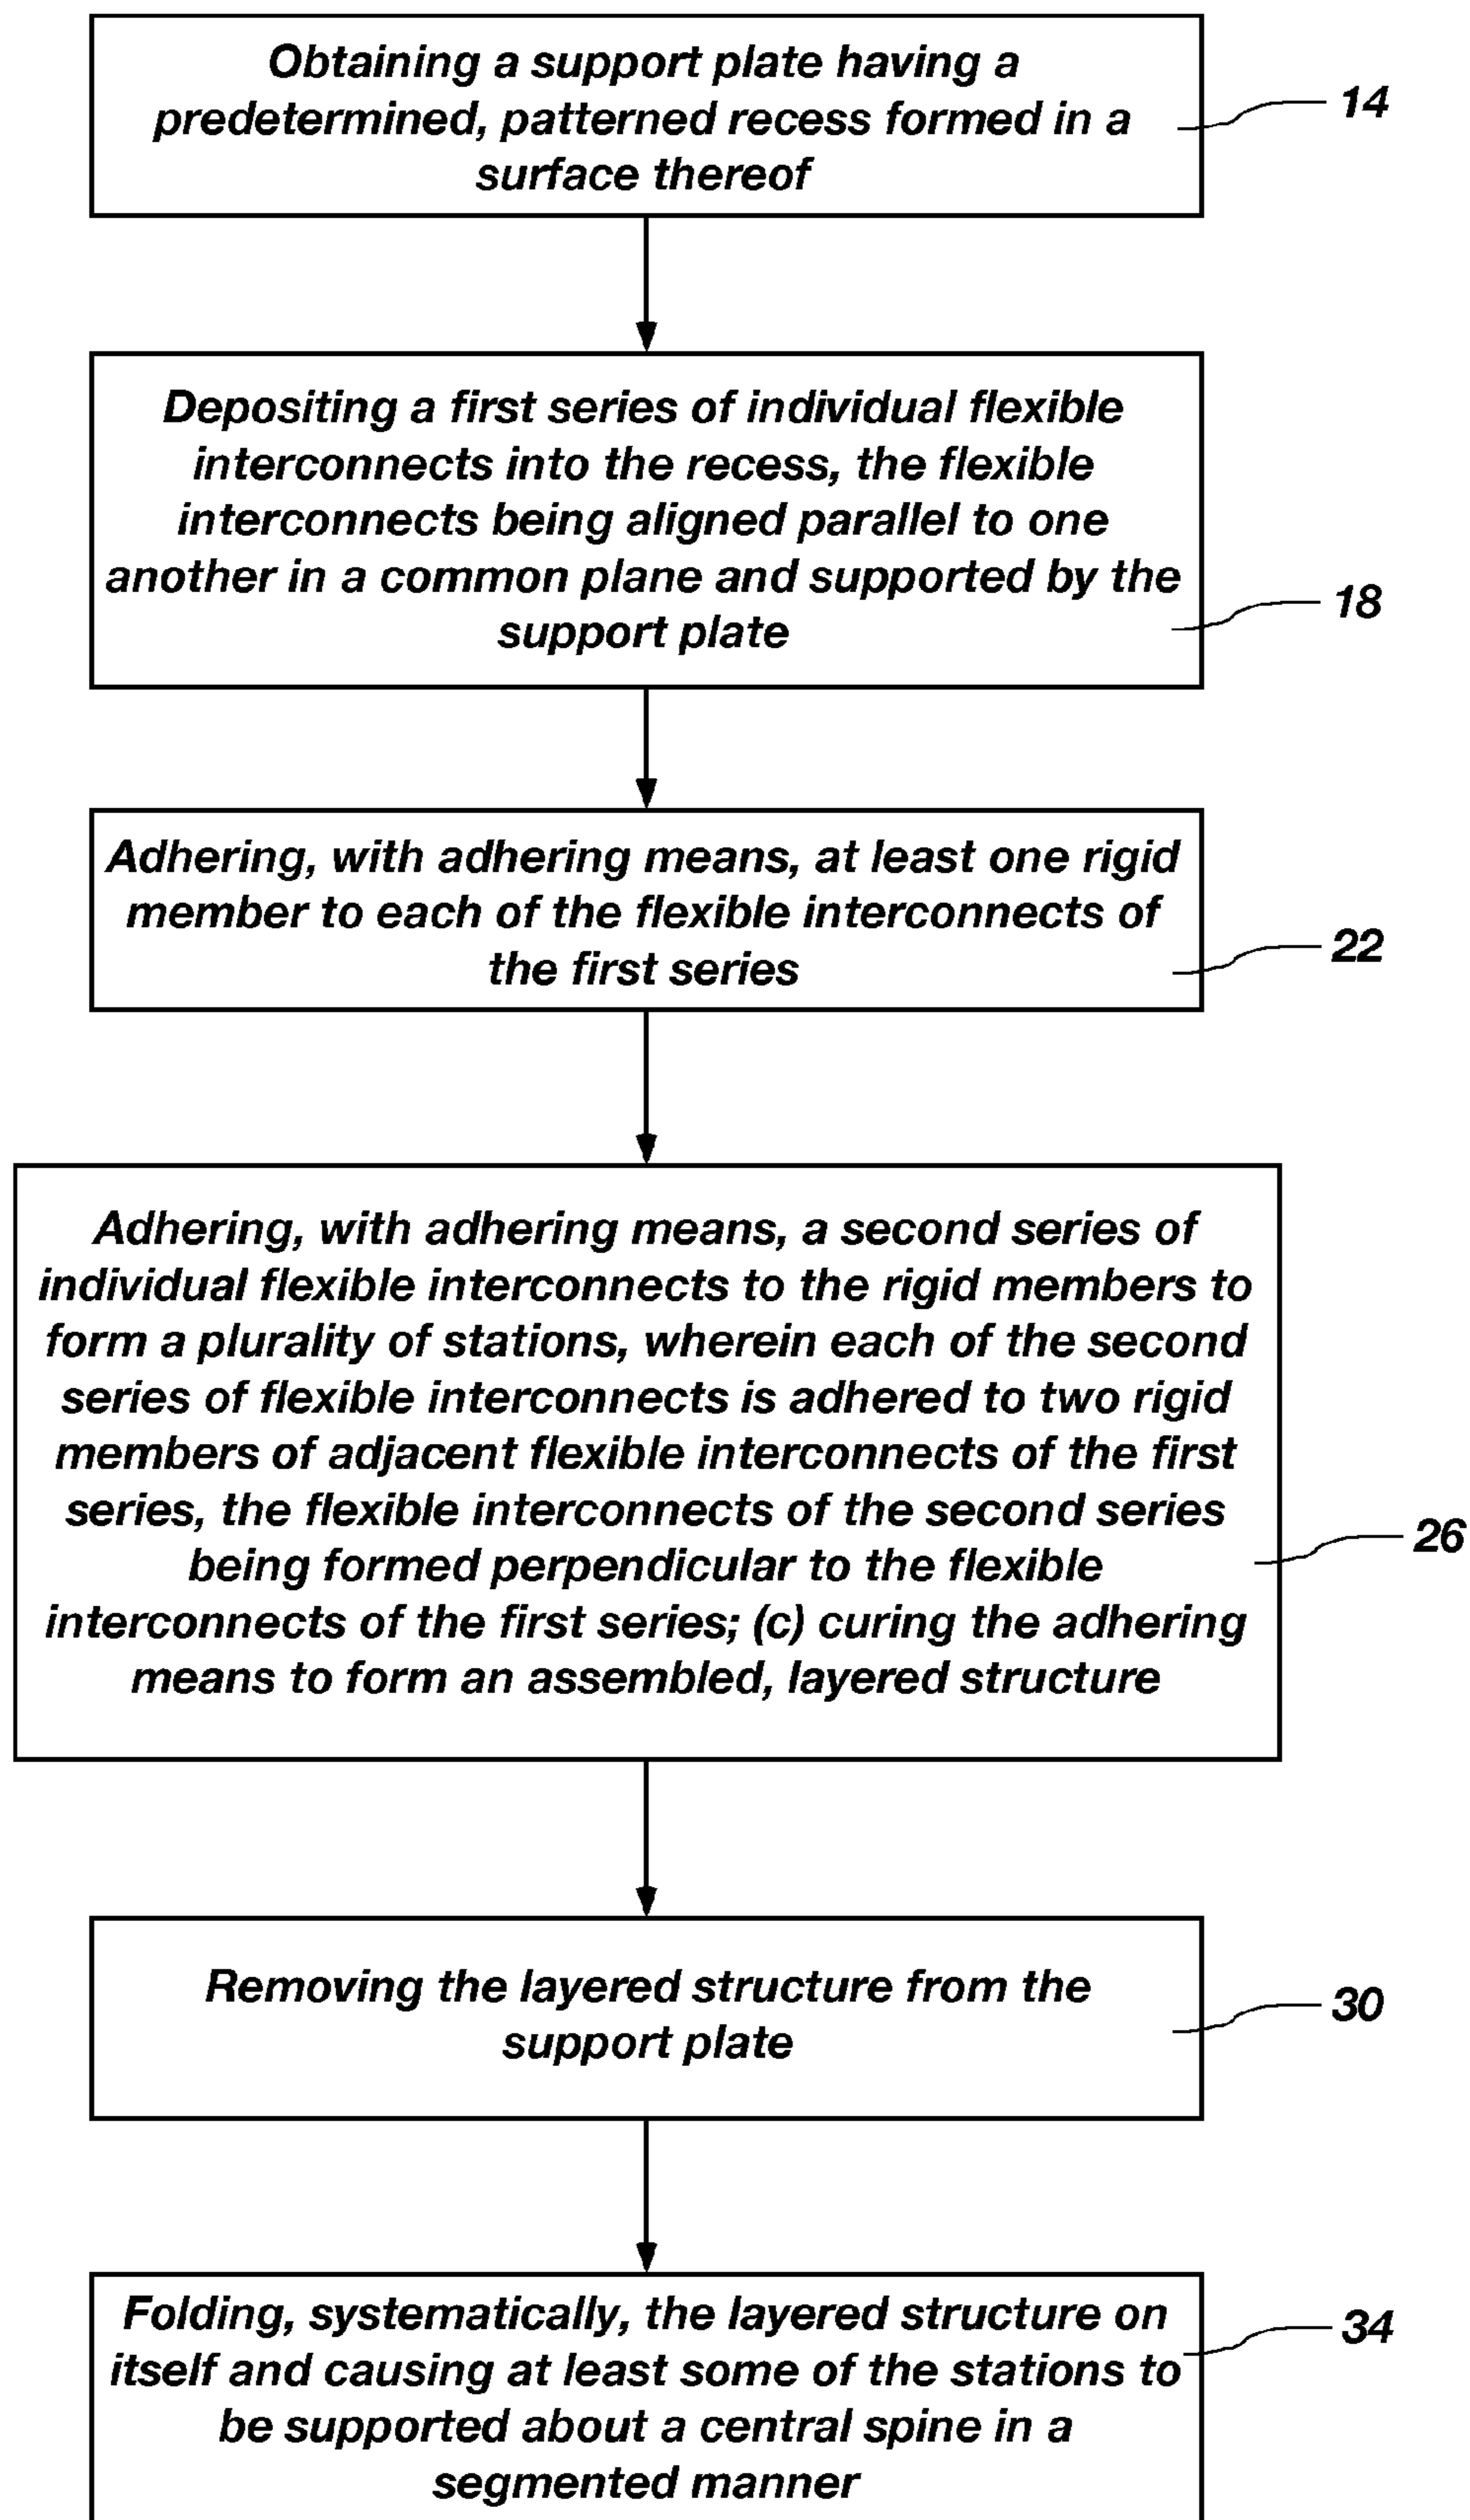 Obtaining a support plate having a
predetermined, patterned recess formed in a
surface thereof
14
Depositing a first series of individual flexible
interconnects into the recess, the flexible
interconnects being aligned parallel to one
another in a common plane and supported by the
support plate
18
Adhering, with adhering means, at least one rigid
member to each of the flexible interconnects of
the first series
22
Adhering, with adhering means, a second series of
individual flexible interconnects to the rigid members to
form a plurality of stations, wherein each of the second
series of flexible interconnects is adhered to two rigid
members of adjacent flexible interconnects of the first
series, the flexible interconnects of the second series
being formed perpendicular to the flexible
interconnects of the first series; (c) curing the adhering
means to form an assembled, layered structure
26
Removing the layered structure from the
support plate
30
Folding, systematically, the layered structure on
itself and causing at least some of the stations to
be supported about a central spine in a
segmented manner
34